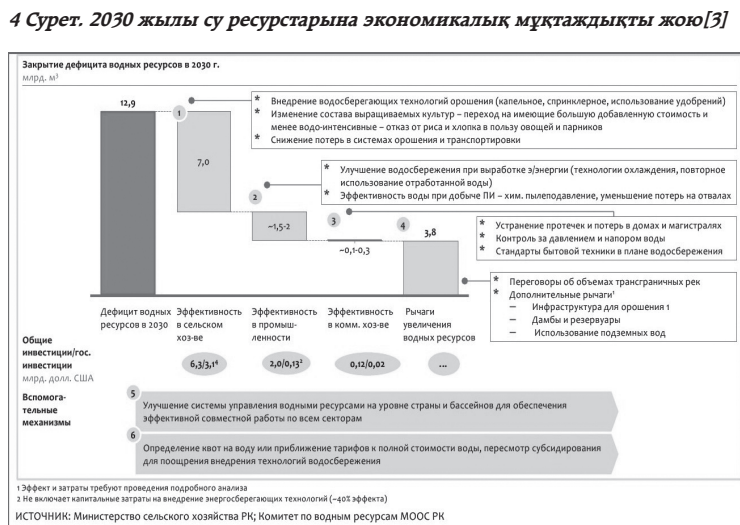 4 Сурет. 2030 жылы су ресурстарына экономикалық мұқтаждықты жою[3]
Закрытие дефицита водных ресурсов в 2030 г.
млрд. м³
12,9
1
7,0
* Внедрение водосберегающих технологий орошения (капельное, спринклерное, использование удобрений)
* Изменение состава выращиваемых культур – переход на имеющие большую добавленную стоимость и
менее водо-интенсивные – отказ от риса и хлопка в пользу овощей и парников
* Снижение потерь в системах орошения и транспортировки
2
~1,5-2
* Улучшение водосбережения при выработке э/энергии (технологии охлаждения, повторное
использование отработанной воды)
* Эффективность воды при добыче ПИ – хим. пылеподавление, уменьшение потерь на отвалах
3
~0,1-0,3
* Устранение протечек и потерь в домах и магистралях
* Контроль за давлением и напором воды
* Стандарты бытовой техники в плане водосбережения
4
3,8
* Переговоры об объемах трансграничных рек
* Дополнительные рычаги¹
– Инфраструктура для орошения 1
– Дамбы и резервуары
– Использование подземных вод
Дефицит водных
ресурсов в 2030
Эффективность
в сельском
хоз-ве
Эффективность
в промыш-
ленности
Эффективность
в комм. хоз-ве
Рычаги
увеличения
водных ресурсов
Общие
инвестиции/гос.
инвестиции
млрд. долл. США
6,3/3,1⁴
2,0/0,13²
0,12/0,02
...
Вспомога-
тельные
механизмы
5
Улучшение системы управления водными ресурсами на уровне страны и бассейнов для обеспечения
эффективной совместной работы по всем секторам
6
Определение квот на воду или приближение тарифов к полной стоимости воды, пересмотр субсидирования
для поощрения внедрения технологий водосбережения
1 Эффект и затраты требуют проведения подробного анализа
2 Не включает капитальные затраты на внедрение энергосберегающих технологий (~40% эффекта)
ИСТОЧНИК: Министерство сельского хозяйства РК; Комитет по водным ресурсам МООС РК